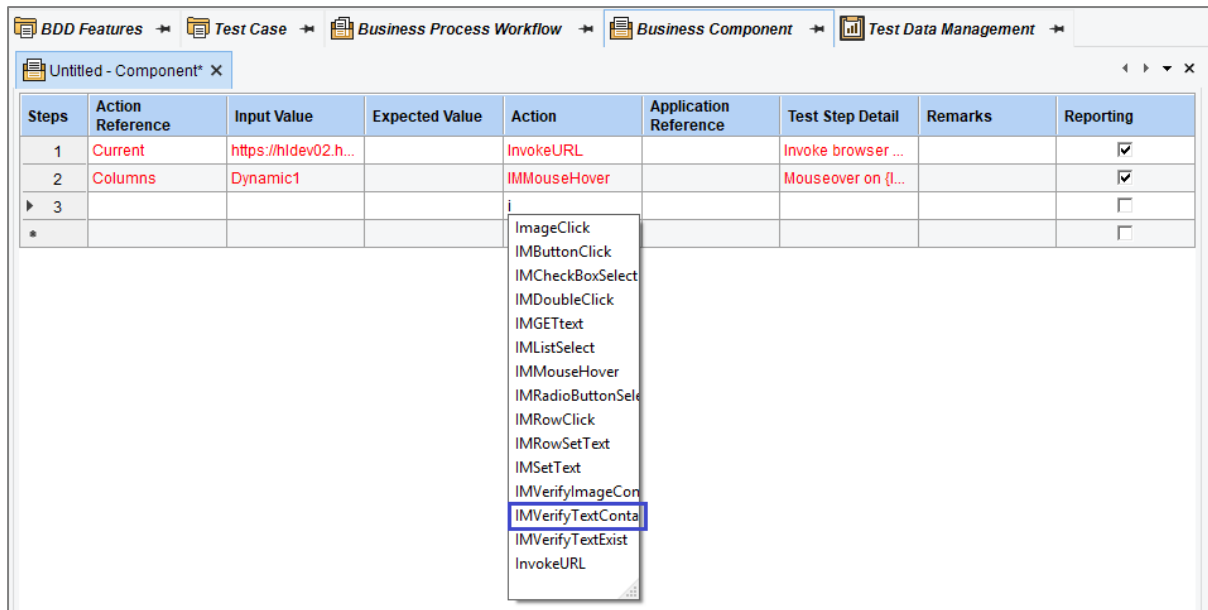 BDD Features Test Case Business Process Workflow Business Component Test Data Management
Untitled - Component*
Steps Action Reference Input Value Expected Value Action Application Reference Test Step Detail Remarks Reporting
1 Current https://hldev02.h... InvokeURL Invoke browser ...
2 Columns Dynamic1 IMMouseHover Mouseover on {I...
3 i
*
ImageClick
IMButtonClick
IMCheckBoxSelect
IMDoubleClick
IMGETtext
IMListSelect
IMMouseHover
IMRadioButtonSele
IMRowClick
IMRowSetText
IMSetText
IMVerifyImageCon
IMVerifyTextConta
IMVerifyTextExist
InvokeURL